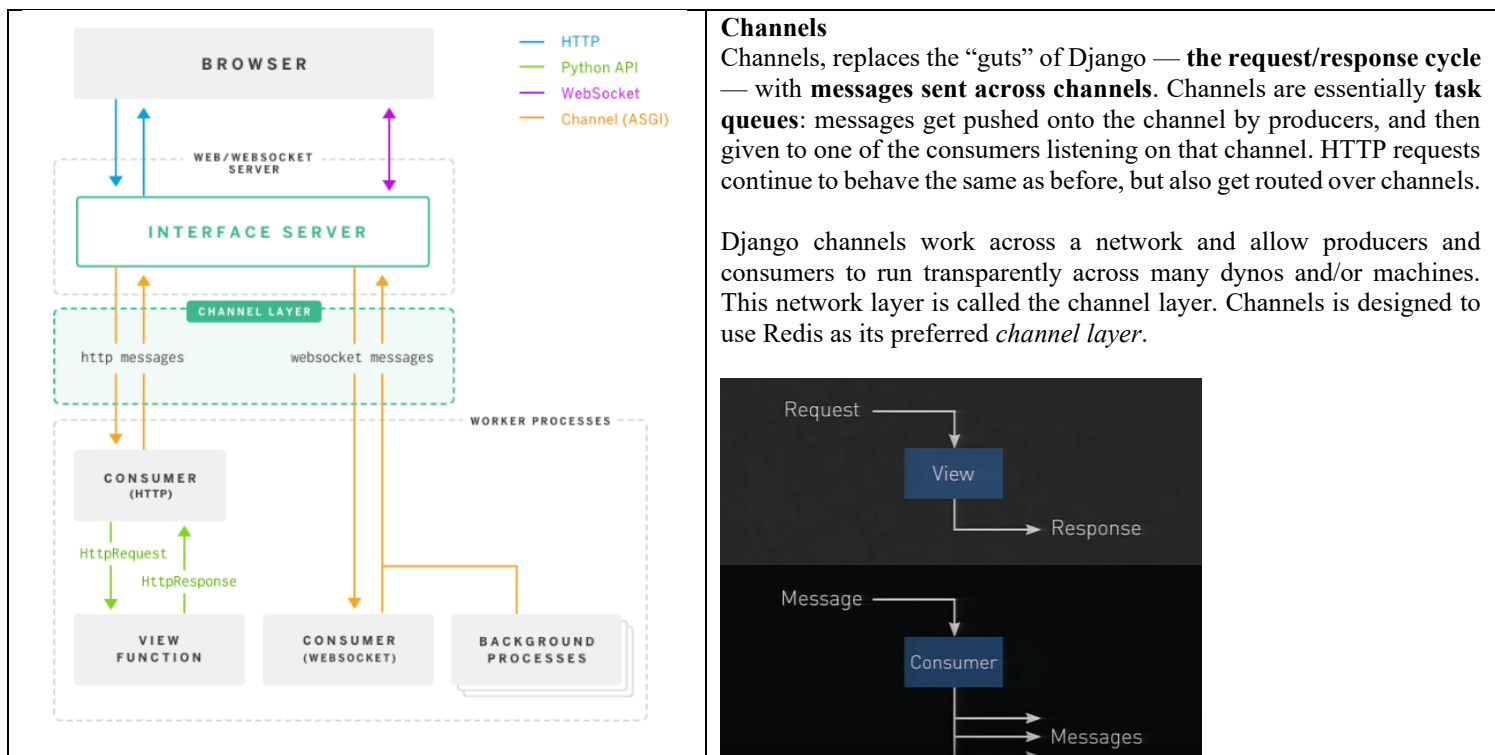 BROWSER
HTTP
Python API
WebSocket
Channel (ASGI)
WEB/WEBSOCKET
SERVER
INTERFACE SERVER
CHANNEL LAYER
http messages
websocket messages
WORKER PROCESSES
CONSUMER
(HTTP)
HttpRequest
HttpResponse
VIEW
FUNCTION
CONSUMER
(WEBSOCKET)
BACKGROUND
PROCESSES
Channels
Channels, replaces the “guts” of Django — the request/response cycle
— with messages sent across channels. Channels are essentially task
queues: messages get pushed onto the channel by producers, and then
given to one of the consumers listening on that channel. HTTP requests
continue to behave the same as before, but also get routed over channels.
Django channels work across a network and allow producers and
consumers to run transparently across many dynos and/or machines.
This network layer is called the channel layer. Channels is designed to
use Redis as its preferred channel layer.
Request
View
Response
Message
Consumer
Messages